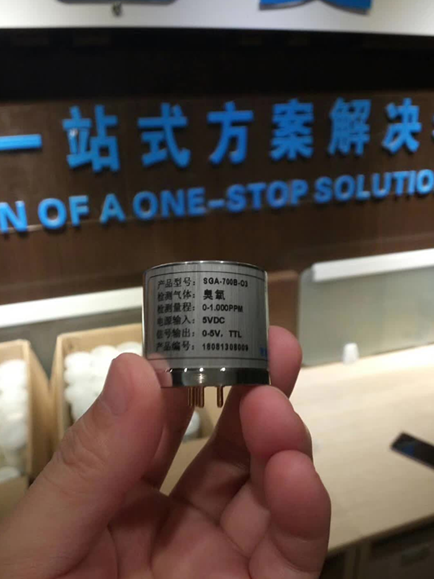 一站式方案解决
N OF A ONE-STOP SOLUTIO
产品型号：SGA-700B-O3
检测气体：臭氧
检测量程：0-1.000PPM
电源输入：5VDC
信号输出：0-5V，TTL
产品编号：18081308009